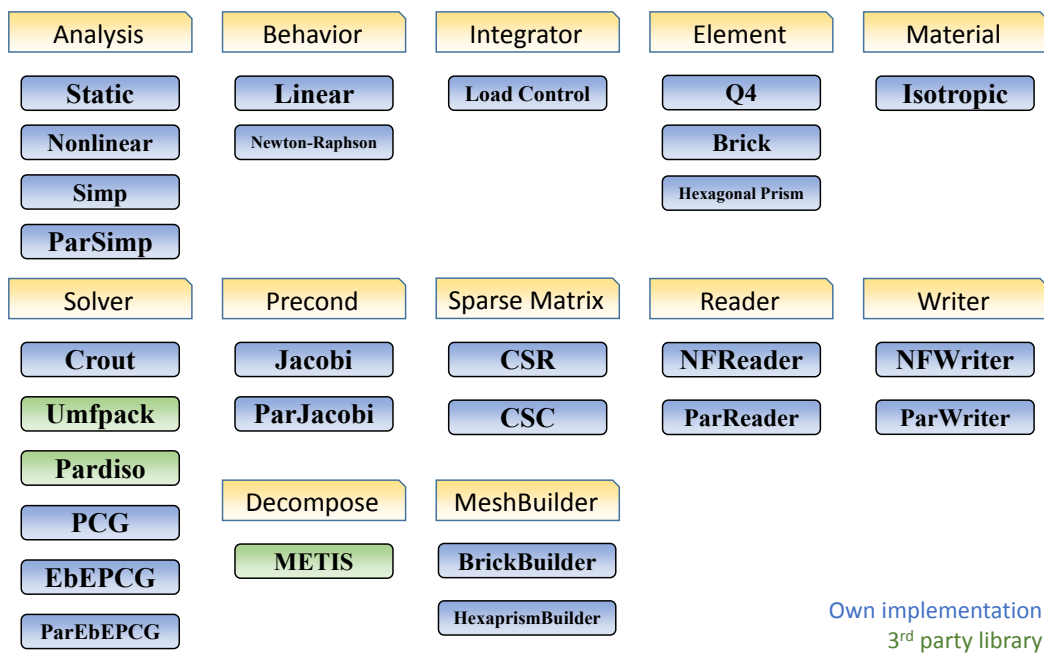 Analysis
Behavior
Integrator
Element
Material
Static
Linear
Load Control
Q4
Isotropic
Nonlinear
Newton-Raphson
Brick
Simp
Hexagonal Prism
ParSimp
Solver
Precond
Sparse Matrix
Reader
Writer
Crout
Jacobi
CSR
NFReader
NFWriter
Umfpack
ParJacobi
CSC
ParReader
ParWriter
Pardiso
Decompose
MeshBuilder
PCG
METIS
BrickBuilder
EbEPCG
HexaprismBuilder
ParEbEPCG
Own implementation
3rd party library